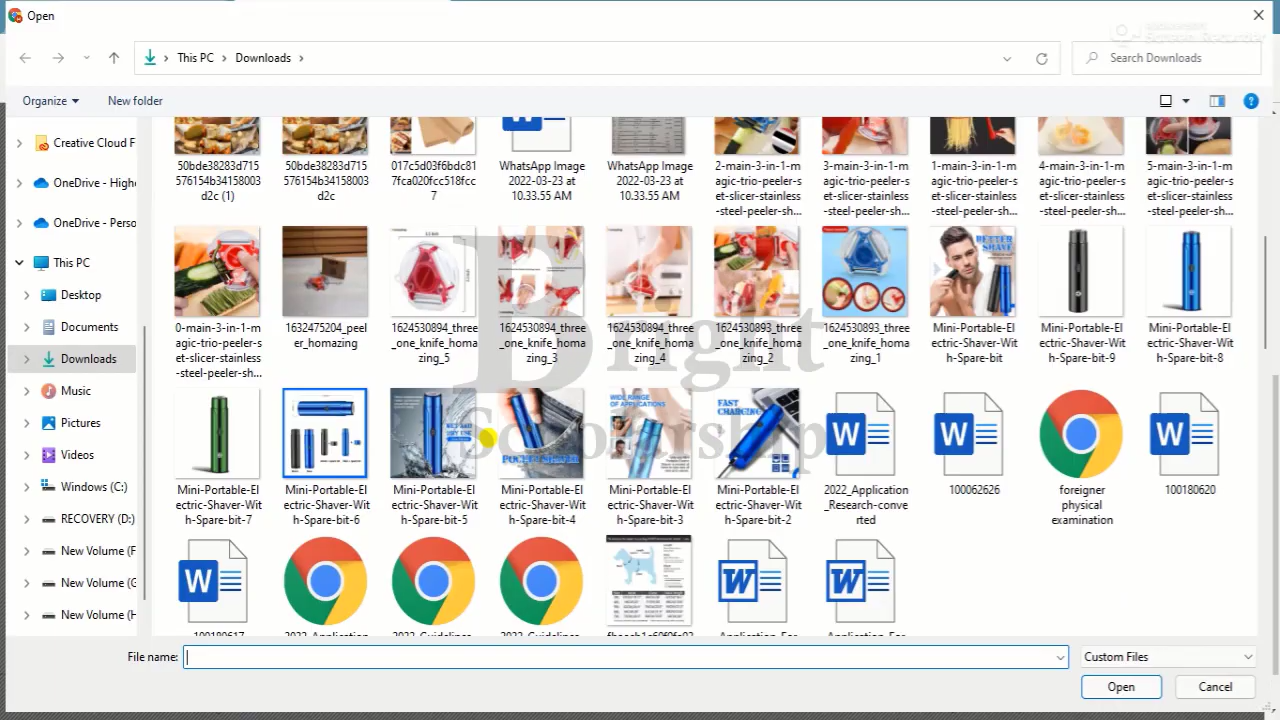 Open
This PC
Downloads
Search Downloads
Organize
New folder
Creative Cloud F
OneDrive - Highe
OneDrive - Perso
This PC
Desktop
Documents
Downloads
Music
Pictures
Videos
Windows (C:)
RECOVERY (D:)
New Volume (F
New Volume (G
New Volume (H
50bde38283d715
576154b34158003
d2c (1)
50bde38283d715
576154b34158003
d2c
017c5d03f6bdc81
7fca020fcc518fcc
7
WhatsApp Image
2022-03-23 at
10.33.55 AM
WhatsApp Image
2022-03-23 at
10.33.55 AM
2-main-3-in-1-m
agic-trio-peeler-s
et-slicer-stainless
-steel-peeler-sh...
3-main-3-in-1-m
agic-trio-peeler-s
et-slicer-stainless
-steel-peeler-sh...
1-main-3-in-1-m
agic-trio-peeler-s
et-slicer-stainless
-steel-peeler-sh...
4-main-3-in-1-m
agic-trio-peeler-s
et-slicer-stainless
-steel-peeler-sh...
5-main-3-in-1-m
agic-trio-peeler-s
et-slicer-stainless
-steel-peeler-sh...
0-main-3-in-1-m
agic-trio-peeler-s
et-slicer-stainless
-steel-peeler-sh...
1632475204_peel
er_homazing
1624530894_three
_one_knife_homa
zing_5
1624530894_three
_one_knife_homa
zing_3
1624530894_three
_one_knife_homa
zing_4
1624530893_three
_one_knife_homa
zing_2
1624530893_three
_one_knife_homa
zing_1
BETTER
SHAVE
Mini-Portable-El
ectric-Shaver-Wit
h-Spare-bit
Mini-Portable-El
ectric-Shaver-Wit
h-Spare-bit-9
Mini-Portable-El
ectric-Shaver-Wit
h-Spare-bit-8
Mini-Portable-El
ectric-Shaver-Wit
h-Spare-bit-7
Mini-Portable-El
ectric-Shaver-Wit
h-Spare-bit-6
Mini-Portable-El
ectric-Shaver-Wit
h-Spare-bit-5
POCKET SHAVER
Mini-Portable-El
ectric-Shaver-Wit
h-Spare-bit-4
WIDE RANGE
OF APPLICATIONS
Mini-Portable-El
ectric-Shaver-Wit
h-Spare-bit-3
FAST
CHARGING
Mini-Portable-El
ectric-Shaver-Wit
h-Spare-bit-2
2022_Application
_Research-conve
rted
100062626
foreigner
physical
examination
100180620
Bright
Scholarship
File name:
Custom Files
Open
Cancel